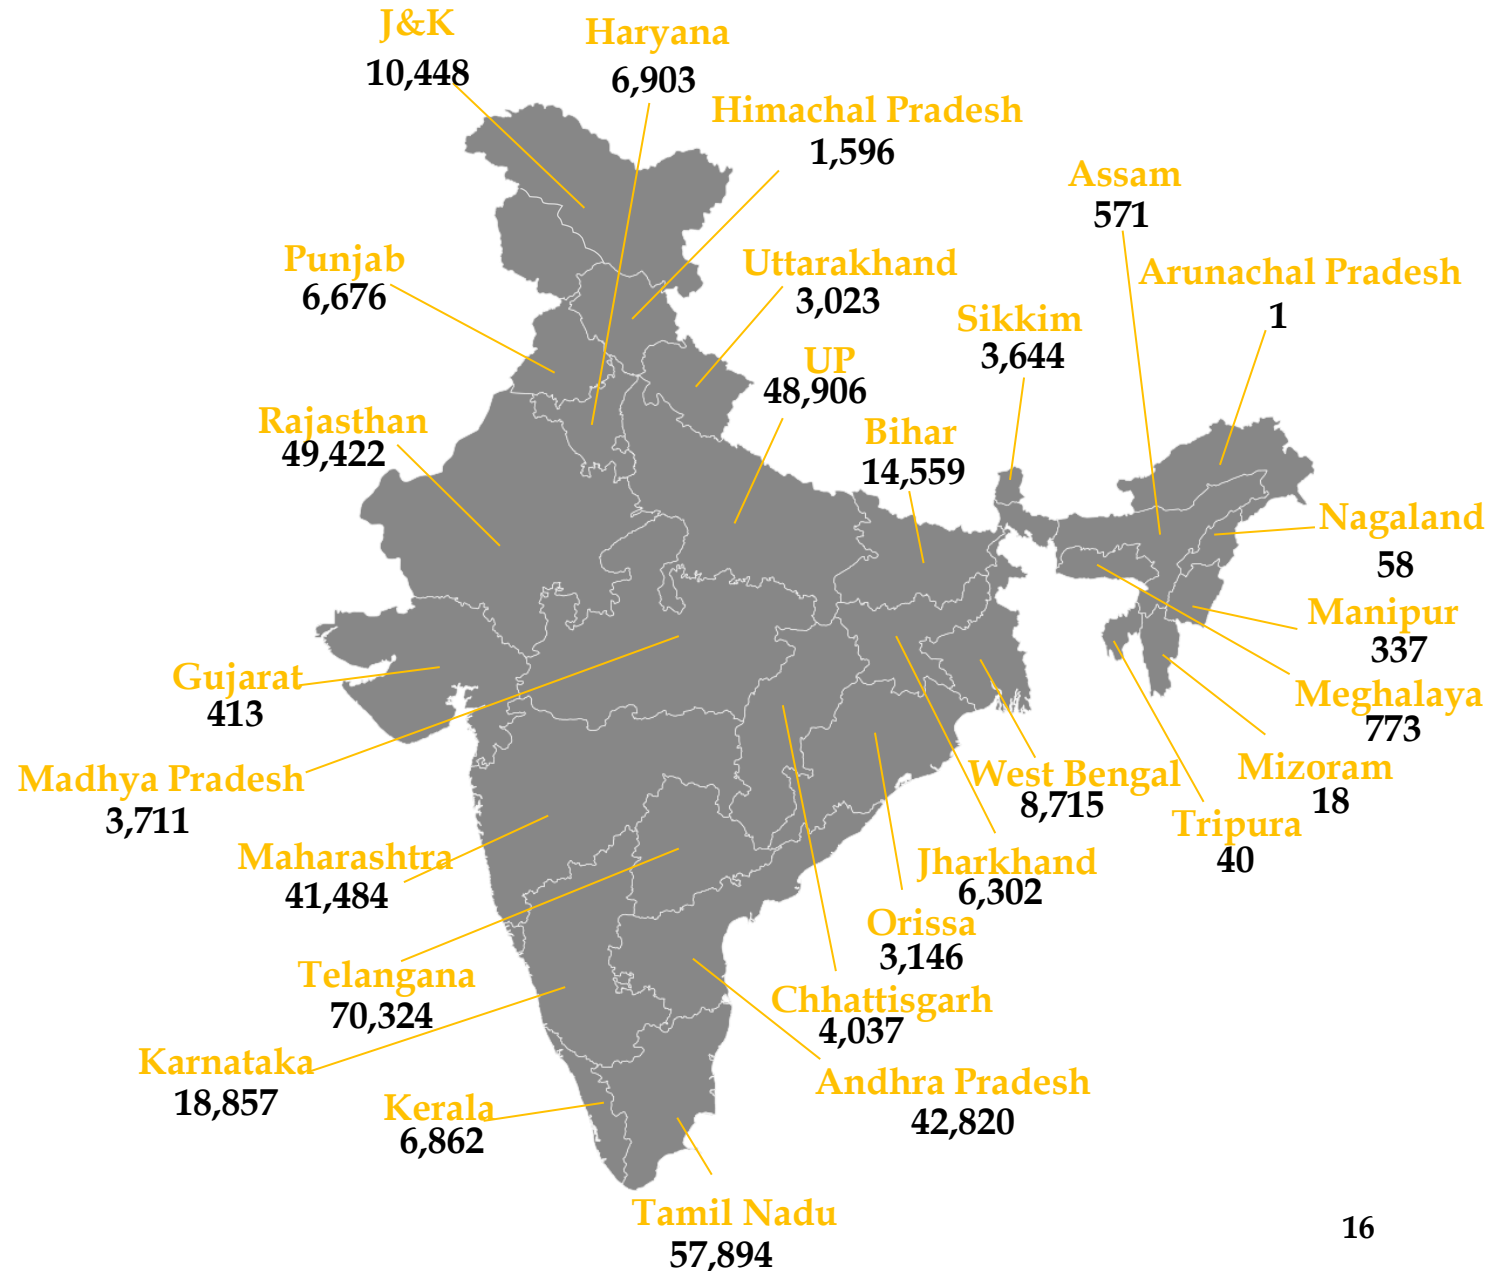 J&K
10,448
Haryana
6,903
Himachal Pradesh
1,596
Assam
571
Punjab
6,676
Uttarakhand
3,023
Arunachal Pradesh
1
Sikkim
3,644
UP
48,906
Rajasthan
49,422
Bihar
14,559
Nagaland
58
Manipur
337
Gujarat
413
Meghalaya
773
Madhya Pradesh
3,711
West Bengal
8,715
Mizoram
18
Tripura
40
Maharashtra
41,484
Jharkhand
6,302
Orissa
3,146
Telangana
70,324
Chhattisgarh
4,037
Karnataka
18,857
Andhra Pradesh
42,820
Kerala
6,862
Tamil Nadu
57,894
16